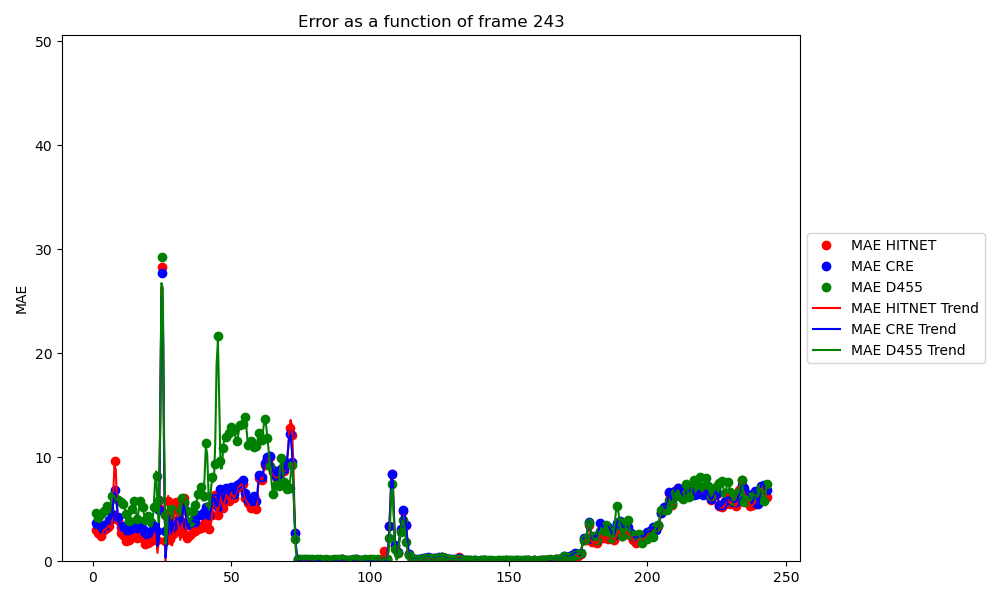 Error as a function of frame 243
50
40
30
20
10
0
MAE
0
50
100
150
200
250
MAE HITNET
MAE CRE
MAE D455
MAE HITNET Trend
MAE CRE Trend
MAE D455 Trend